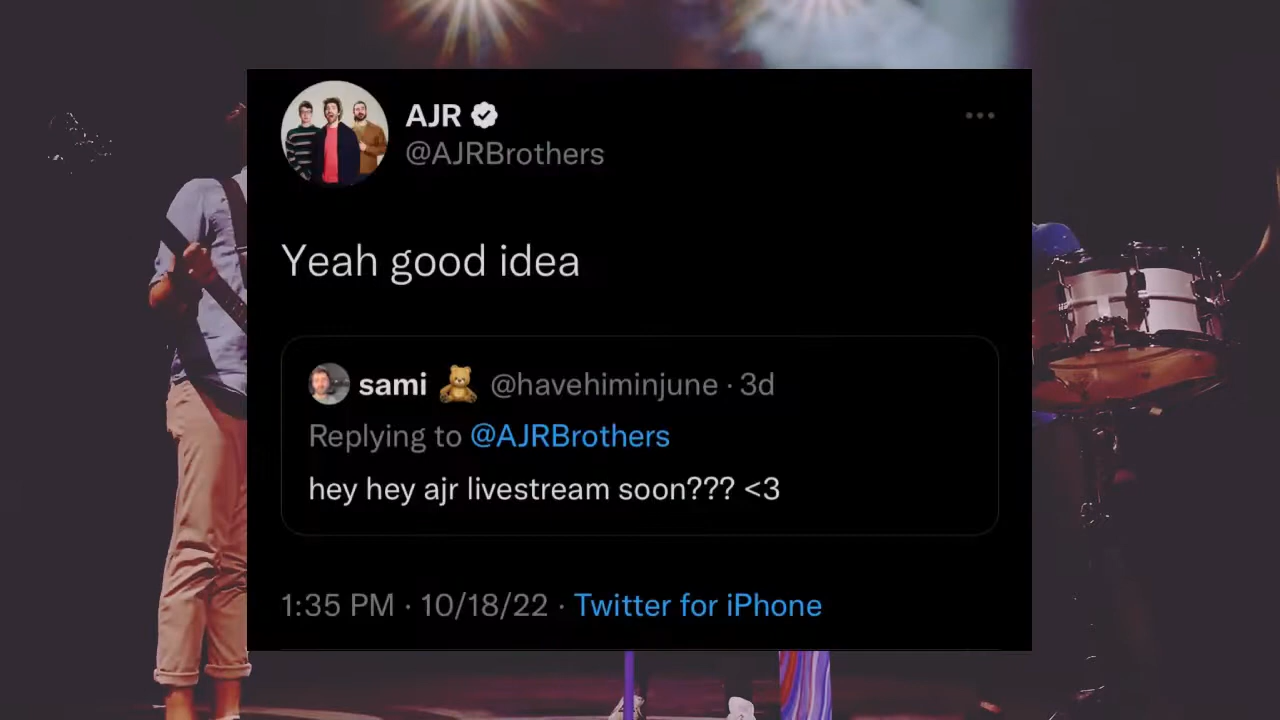 AJR
@AJRBrothers
Yeah good idea
sami 🧸 @havehiminjune · 3d
Replying to @AJRBrothers
hey hey ajr livestream soon??? <3
1:35 PM · 10/18/22 · Twitter for iPhone